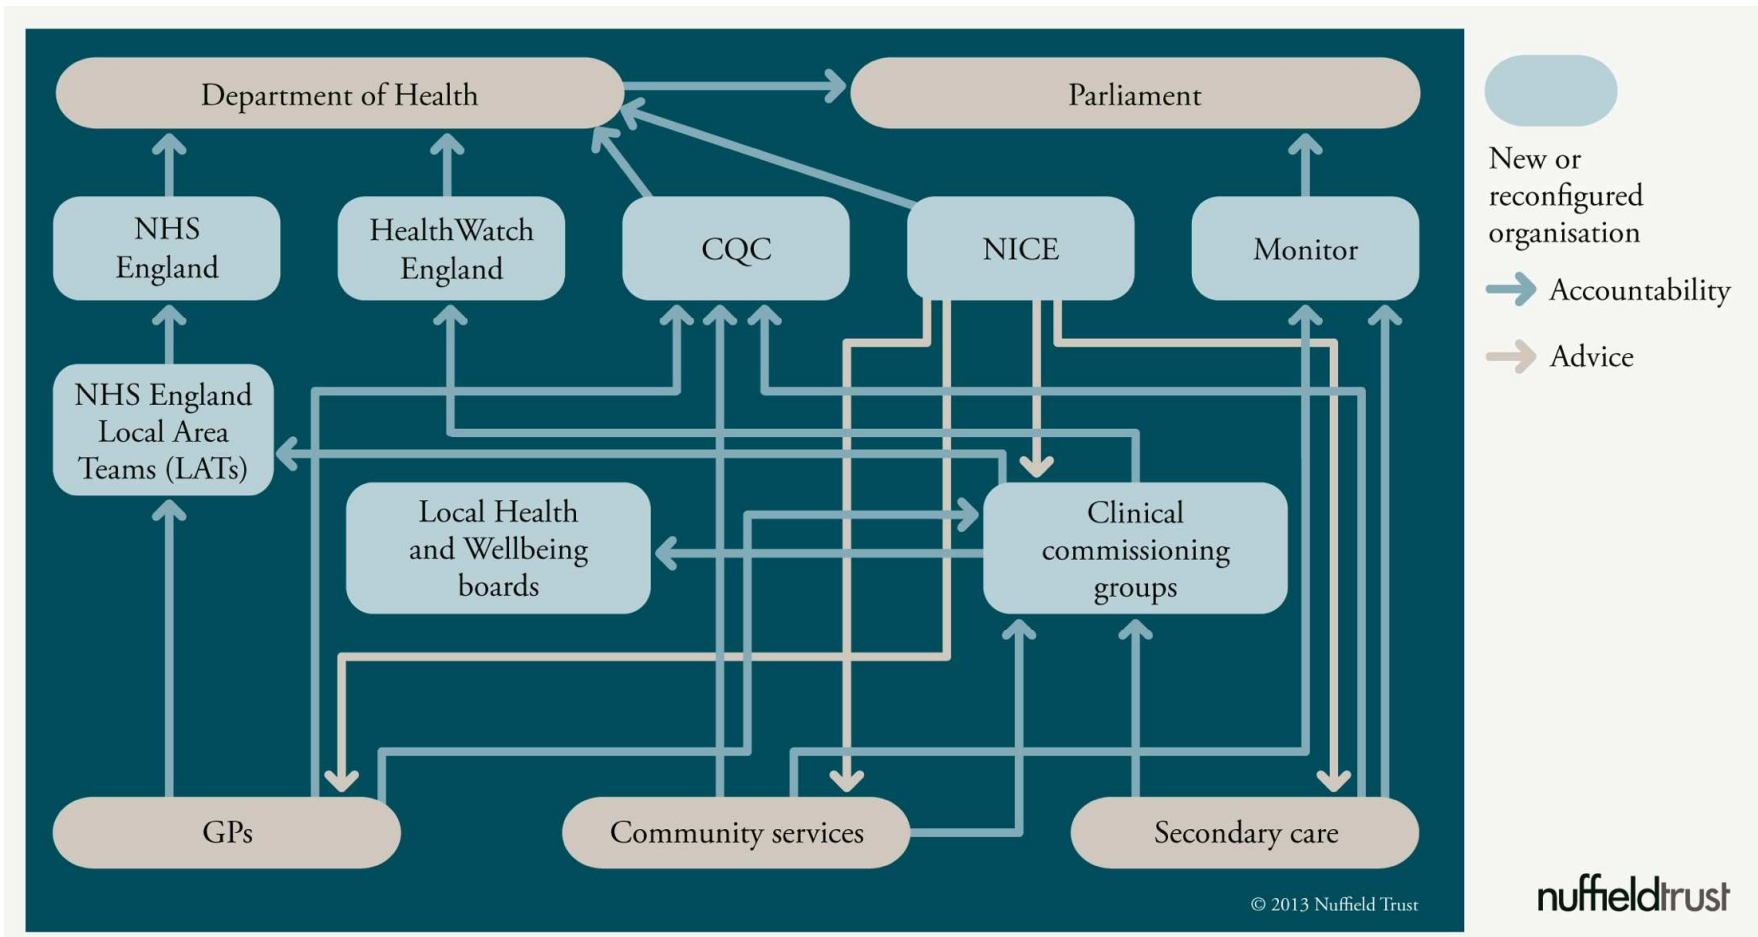 Department of Health
Parliament
New or
reconfigured
organisation
Accountability
Advice
NHS
England
HealthWatch
England
CQC
NICE
Monitor
NHS England
Local Area
Teams (LATs)
Local Health
and Wellbeing
boards
Clinical
commissioning
groups
GPs
Community services
Secondary care
© 2013 Nuffield Trust
nuffieldtrust